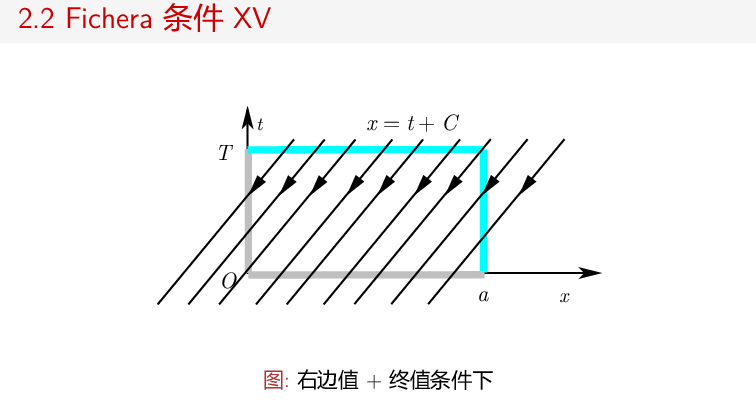 2.2 Fichera 条件 XV
t
x = t + C
T
O
a
x
图: 右边值 + 终值条件下